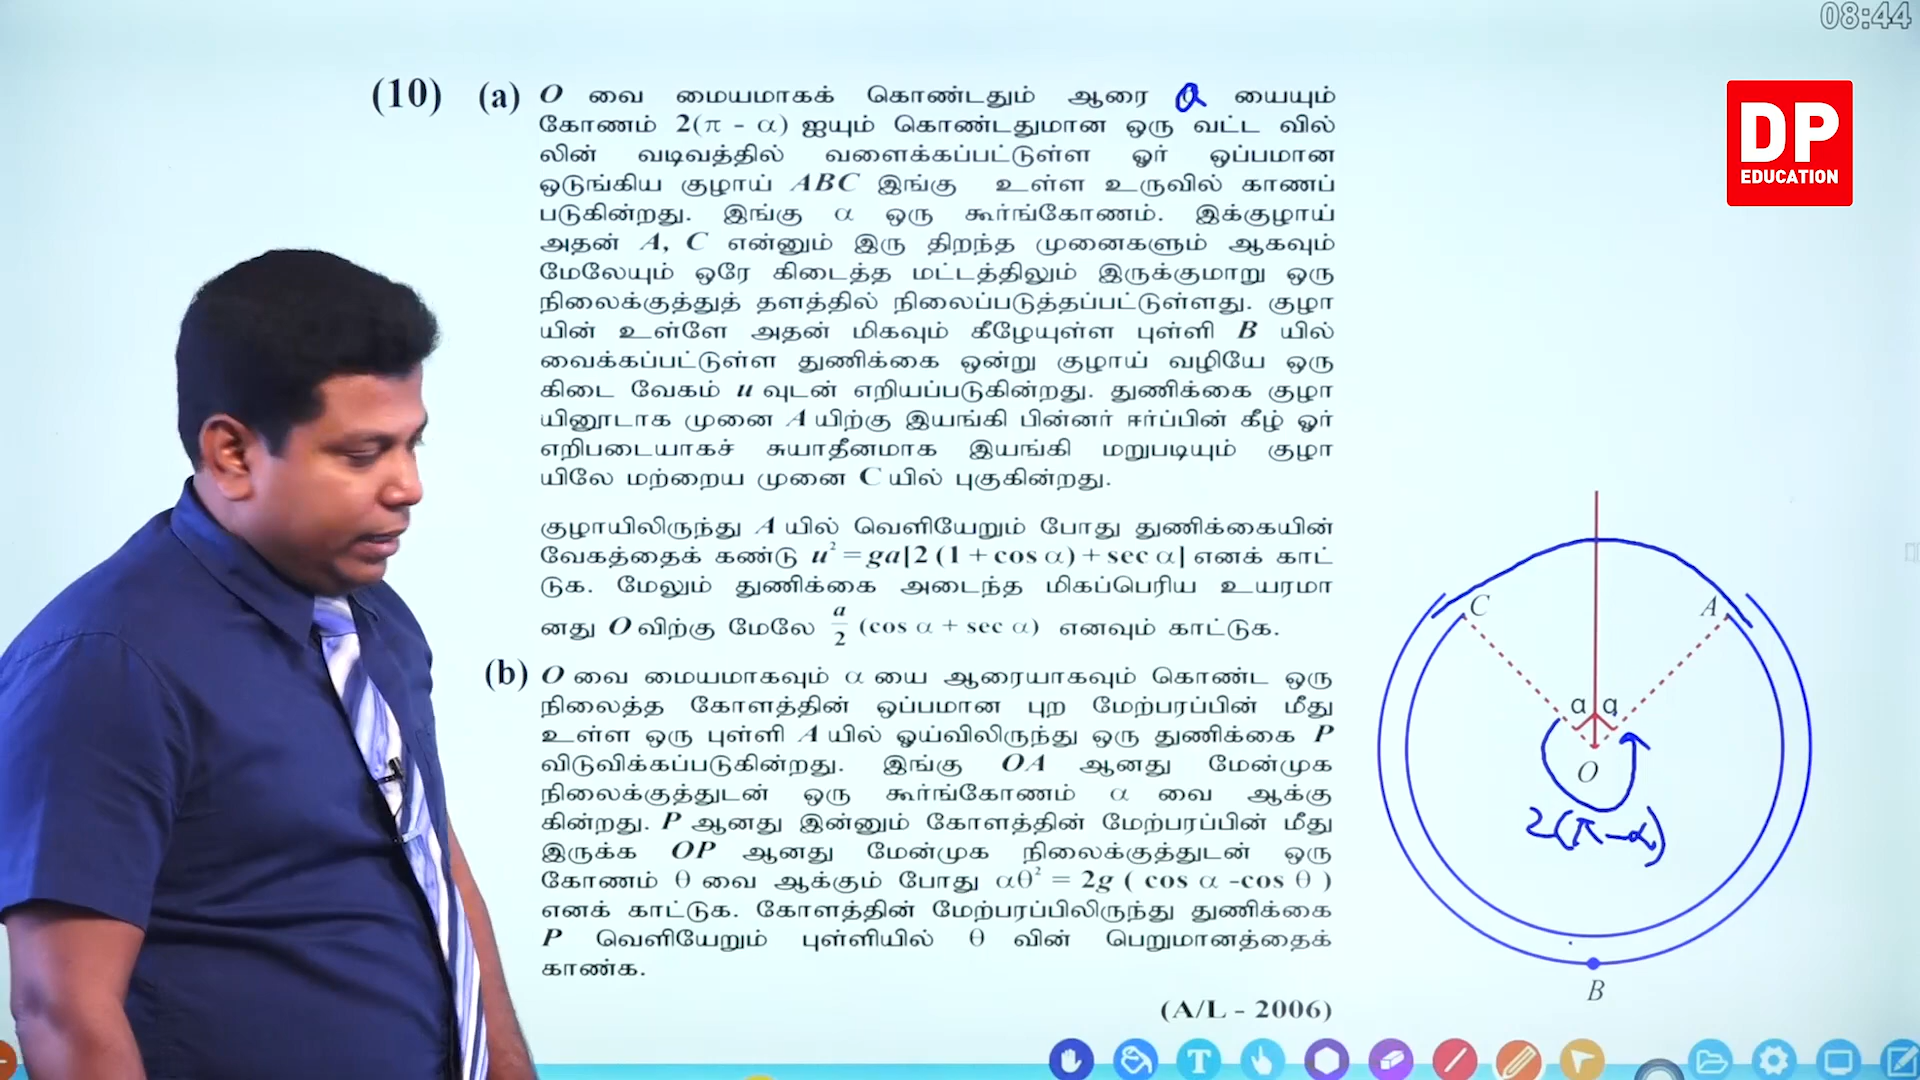 08:44
DP
EDUCATION
(10) (a) O வை மையமாகக் கொண்டதும் ஆரை a யையும்
கோணம் 2(π - α) ஐயும் கொண்டதுமான ஒரு வட்ட வில்
லின் வடிவத்தில் வளைக்கப்பட்டுள்ள ஓர் ஒப்பமான
ஒடுங்கிய குழாய் ABC இங்கு உள்ள உருவில் காணப்
படுகின்றது. இங்கு α ஒரு கூர்ங்கோணம். இக்குழாய்
அதன் A, C என்னும் இரு திறந்த முனைகளும் ஆகவும்
மேலேயும் ஒரே கிடைத்த மட்டத்திலும் இருக்குமாறு ஒரு
நிலைக்குத்துத் தளத்தில் நிலைப்படுத்தப்பட்டுள்ளது. குழா
யின் உள்ளே அதன் மிகவும் கீழேயுள்ள புள்ளி B யில்
வைக்கப்பட்டுள்ள துணிக்கை ஒன்று குழாய் வழியே ஒரு
கிடை வேகம் u வுடன் எறியப்படுகின்றது. துணிக்கை குழா
யினூடாக முனை A யிற்கு இயங்கி பின்னர் ஈர்ப்பின் கீழ் ஓர்
எறிபடையாகச் சுயாதீனமாக இயங்கி மறுபடியும் குழா
யிலே மற்றைய முனை C யில் புகுகின்றது.
குழாயிலிருந்து A யில் வெளியேறும் போது துணிக்கையின்
வேகத்தைக் கண்டு u² = ga[2 (1 + cos α) + sec α] எனக் காட்
டுக. மேலும் துணிக்கை அடைந்த மிகப்பெரிய உயரமா
னது O விற்கு மேலே a/2 (cos α + sec α) எனவும் காட்டுக.
(b) O வை மையமாகவும் α யை ஆரையாகவும் கொண்ட ஒரு
நிலைத்த கோளத்தின் ஒப்பமான புற மேற்பரப்பின் மீது
உள்ள ஒரு புள்ளி A யில் ஓய்விலிருந்து ஒரு துணிக்கை P
விடுவிக்கப்படுகின்றது. இங்கு OA ஆனது மேன்முக
நிலைக்குத்துடன் ஒரு கூர்ங்கோணம் α வை ஆக்கு
கின்றது. P ஆனது இன்னும் கோளத்தின் மேற்பரப்பின் மீது
இருக்க OP ஆனது மேன்முக நிலைக்குத்துடன் ஒரு
கோணம் θ வை ஆக்கும் போது αθ² = 2g ( cos α -cos θ )
எனக் காட்டுக. கோளத்தின் மேற்பரப்பிலிருந்து துணிக்கை
P வெளியேறும் புள்ளியில் θ வின் பெறுமானத்தைக்
காண்க.
(A/L - 2006)
C A
α α
O
2(π-α)
B